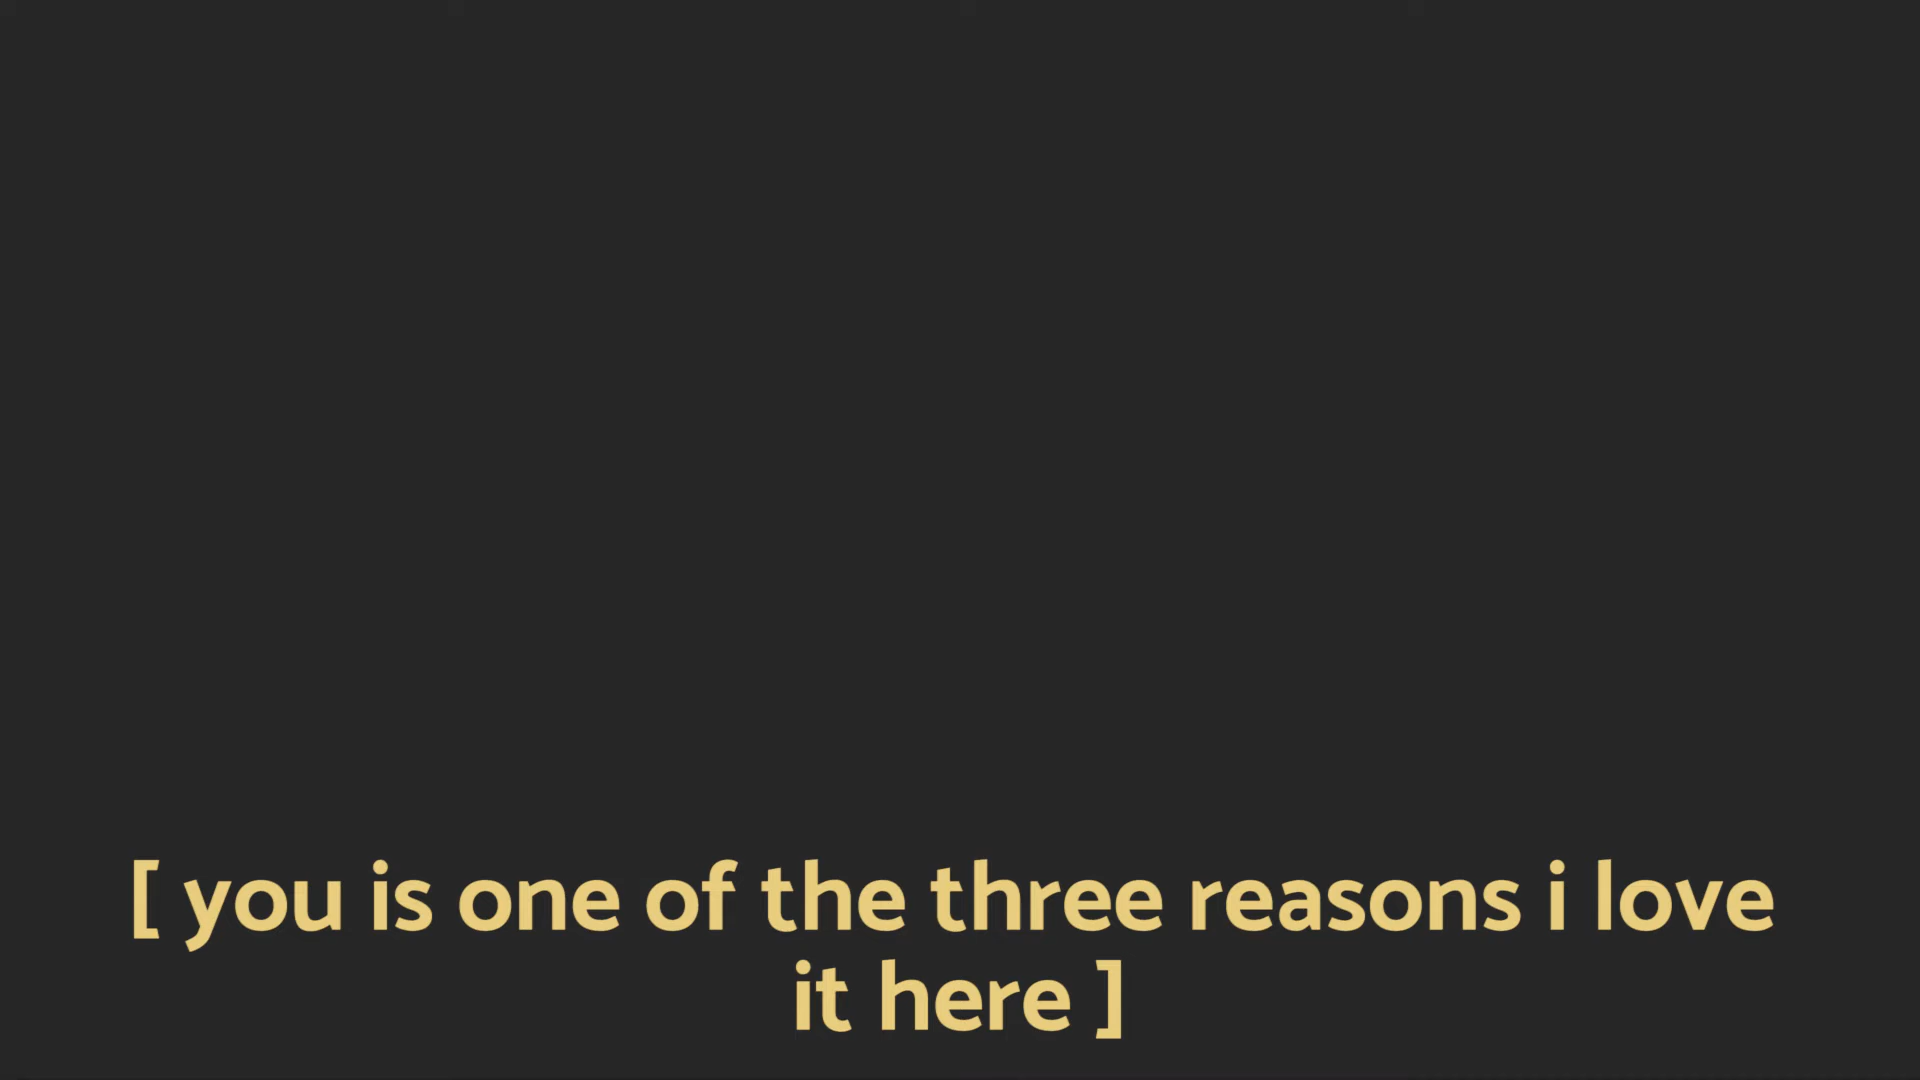 [ you is one of the three reasons i love
it here ]